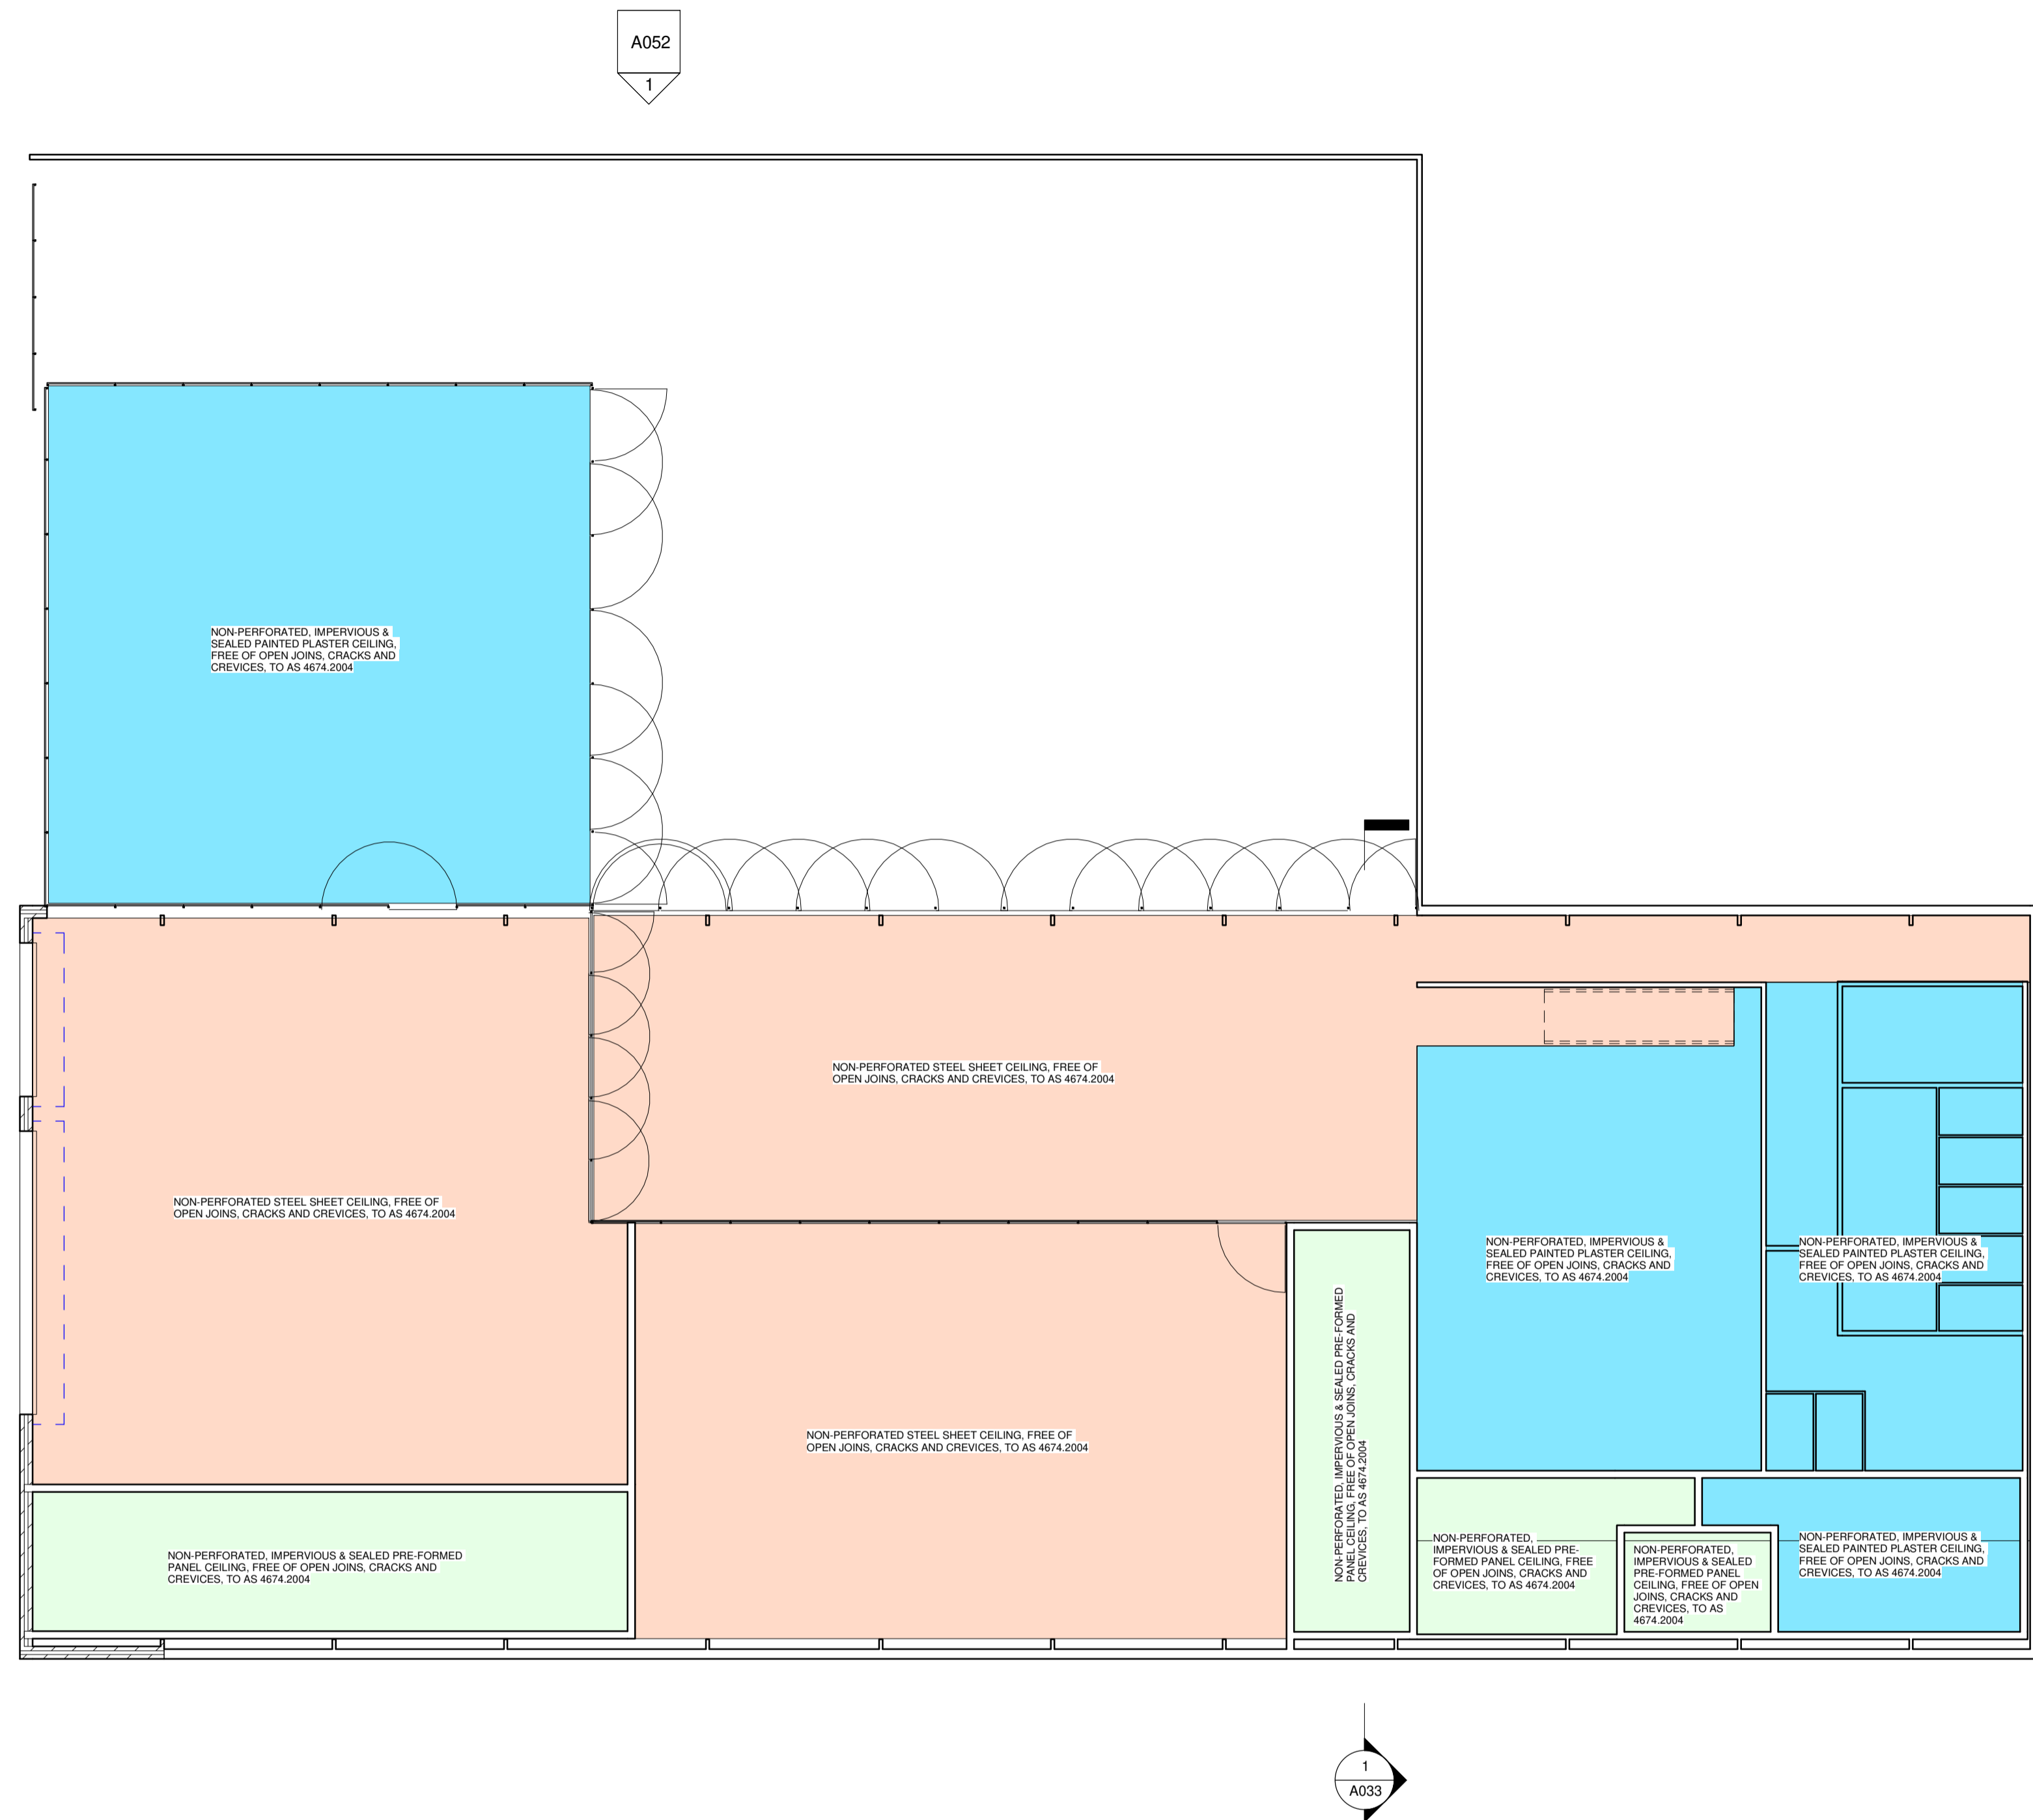 A052
1
NON-PERFORATED, IMPERVIOUS &
SEALED PAINTED PLASTER CEILING,
FREE OF OPEN JOINS, CRACKS AND
CREVICES, TO AS 4674.2004
NON-PERFORATED STEEL SHEET CEILING, FREE OF
OPEN JOINS, CRACKS AND CREVICES, TO AS 4674.2004
NON-PERFORATED STEEL SHEET CEILING, FREE OF
OPEN JOINS, CRACKS AND CREVICES, TO AS 4674.2004
NON-PERFORATED, IMPERVIOUS &
SEALED PAINTED PLASTER CEILING,
FREE OF OPEN JOINS, CRACKS AND
CREVICES, TO AS 4674.2004
NON-PERFORATED, IMPERVIOUS &
SEALED PAINTED PLASTER CEILING,
FREE OF OPEN JOINS, CRACKS AND
CREVICES, TO AS 4674.2004
NON-PERFORATED STEEL SHEET CEILING, FREE OF
OPEN JOINS, CRACKS AND CREVICES, TO AS 4674.2004
NON-PERFORATED, IMPERVIOUS & SEALED PRE-FORMED
PANEL CEILING, FREE OF OPEN JOINS, CRACKS AND
CREVICES, TO AS 4674.2004
NON-PERFORATED, IMPERVIOUS & SEALED PRE-FORMED
PANEL CEILING, FREE OF OPEN JOINS, CRACKS AND
CREVICES, TO AS 4674.2004
NON-PERFORATED,
IMPERVIOUS & SEALED PRE-
FORMED PANEL CEILING, FREE
OF OPEN JOINS, CRACKS AND
CREVICES, TO AS 4674.2004
NON-PERFORATED,
IMPERVIOUS & SEALED
PRE-FORMED PANEL
CEILING, FREE OF OPEN
JOINS, CRACKS AND
CREVICES, TO AS
4674.2004
NON-PERFORATED, IMPERVIOUS &
SEALED PAINTED PLASTER CEILING,
FREE OF OPEN JOINS, CRACKS AND
CREVICES, TO AS 4674.2004
1
A033